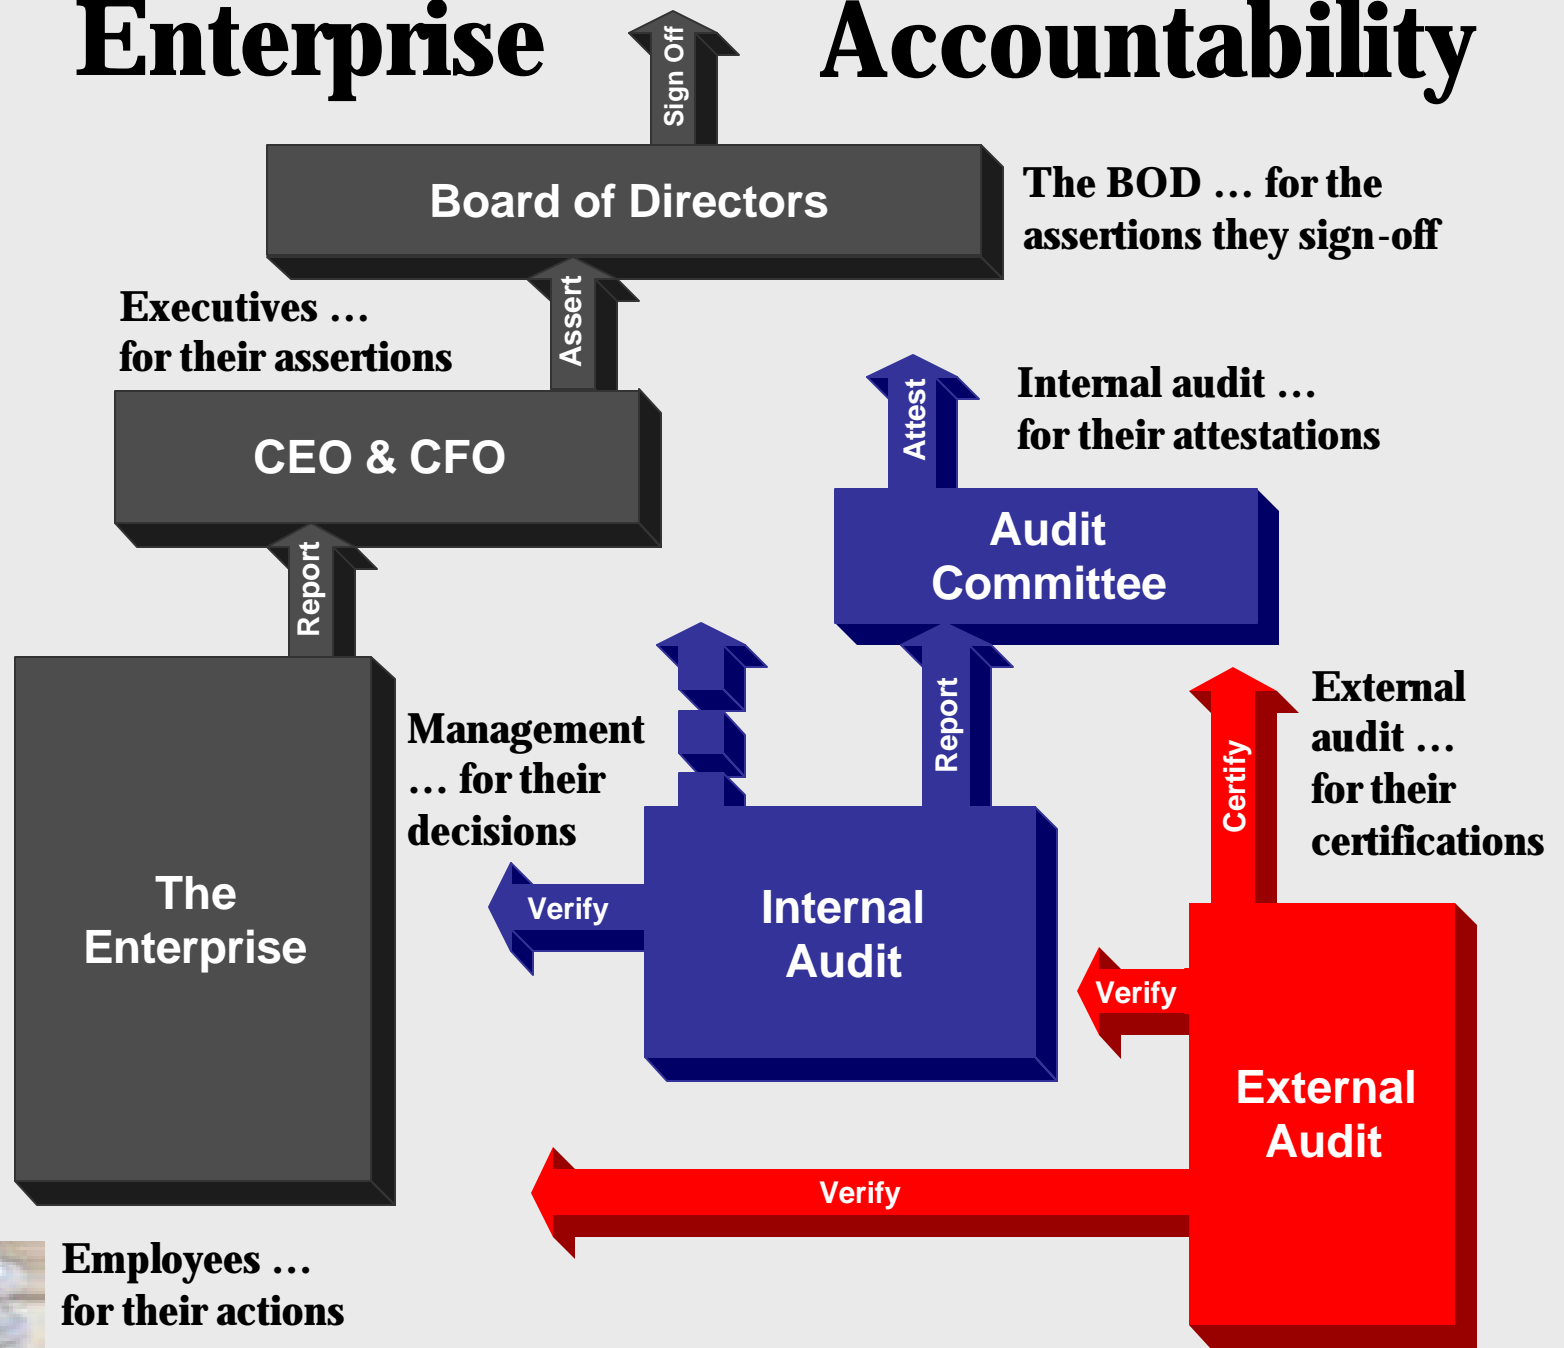 Enterprise Accountability
Sign Off
Board of Directors
The BOD … for the
assertions they sign-off
Executives …
for their assertions
Assert
CEO & CFO
Attest
Internal audit …
for their attestations
Audit
Committee
Report
The
Enterprise
Management
… for their
decisions
Report
Verify
Internal
Audit
Certify
External
audit …
for their
certifications
Verify
External
Audit
Verify
Employees …
for their actions